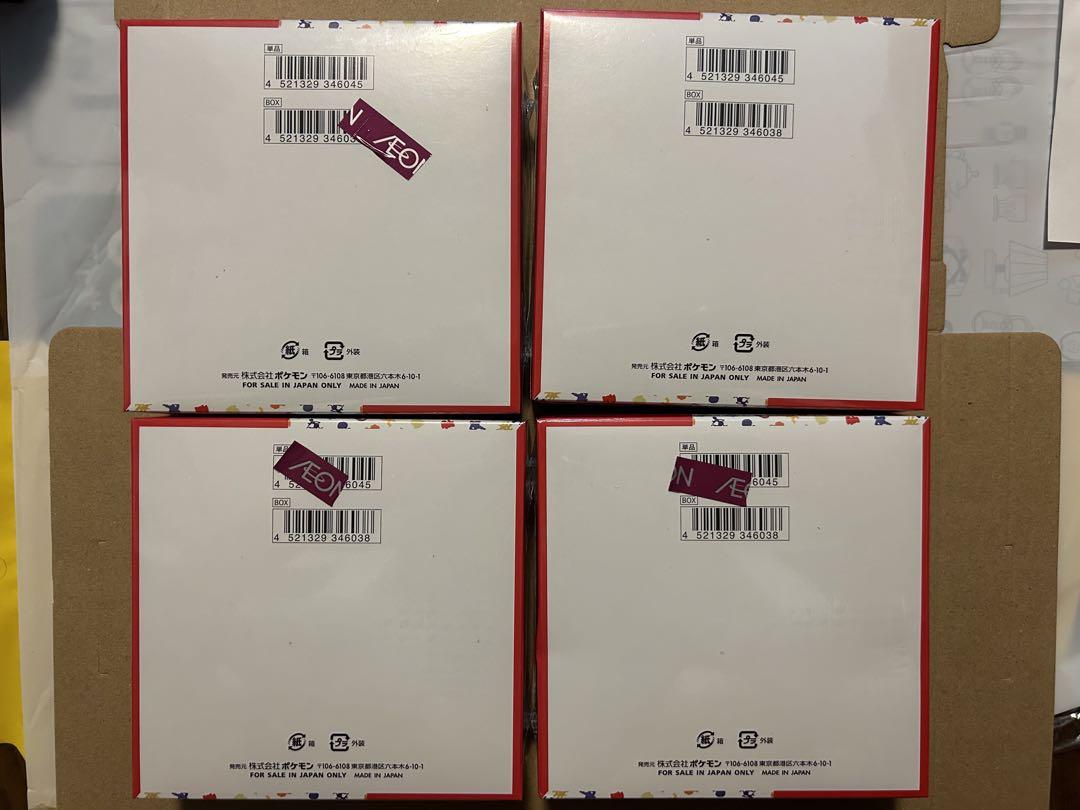 単品
4 521329 346045
BOX
4 521329 34603
N ÆON
紙 箱
プラ 外装
発売元 株式会社ポケモン 〒106-6108 東京都港区六本木6-10-1
FOR SALE IN JAPAN ONLY MADE IN JAPAN
単品
4 521329 346045
BOX
4 521329 346038
紙 箱
プラ 外装
発売元 株式会社ポケモン 〒106-6108 東京都港区六本木6-10-1
FOR SALE IN JAPAN ONLY MADE IN JAPAN
単品
ÆON
4 52 46045
BOX
4 521329 346038
紙 箱
プラ 外装
発売元 株式会社ポケモン 〒106-6108 東京都港区六本木6-10-1
FOR SALE IN JAPAN ONLY MADE IN JAPAN
単品
ON ÆO
46045
BOX
4 521329 346038
紙 箱
プラ 外装
発売元 株式会社ポケモン 〒106-6108 東京都港区六本木6-10-1
FOR SALE IN JAPAN ONLY MADE IN JAPAN